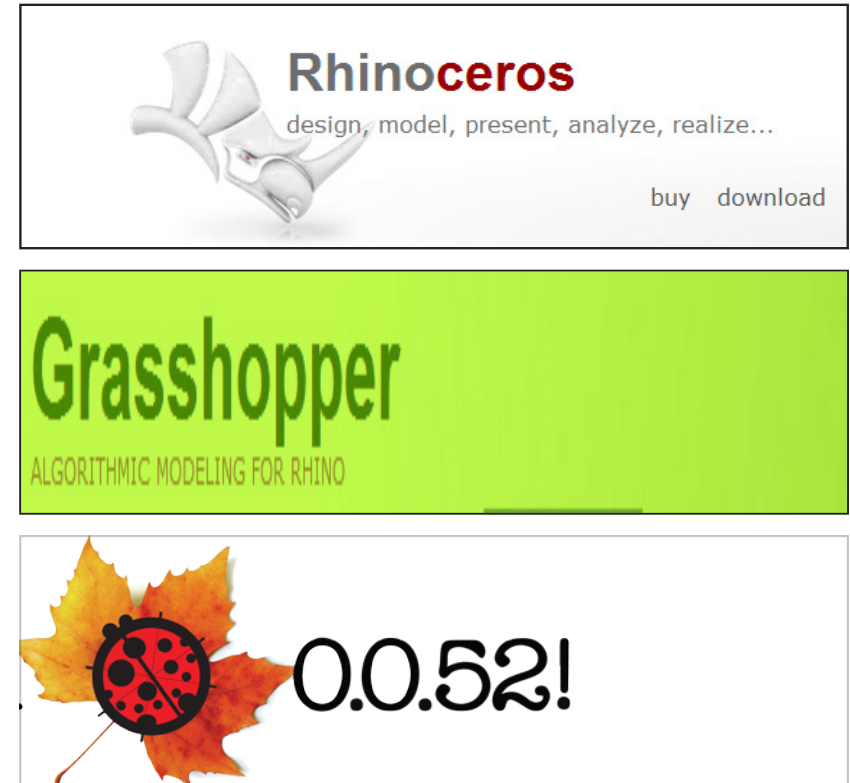 Rhinoceros
design, model, present, analyze, realize...
buy download
Grasshopper
ALGORITHMIC MODELING FOR RHINO
0.0.52!